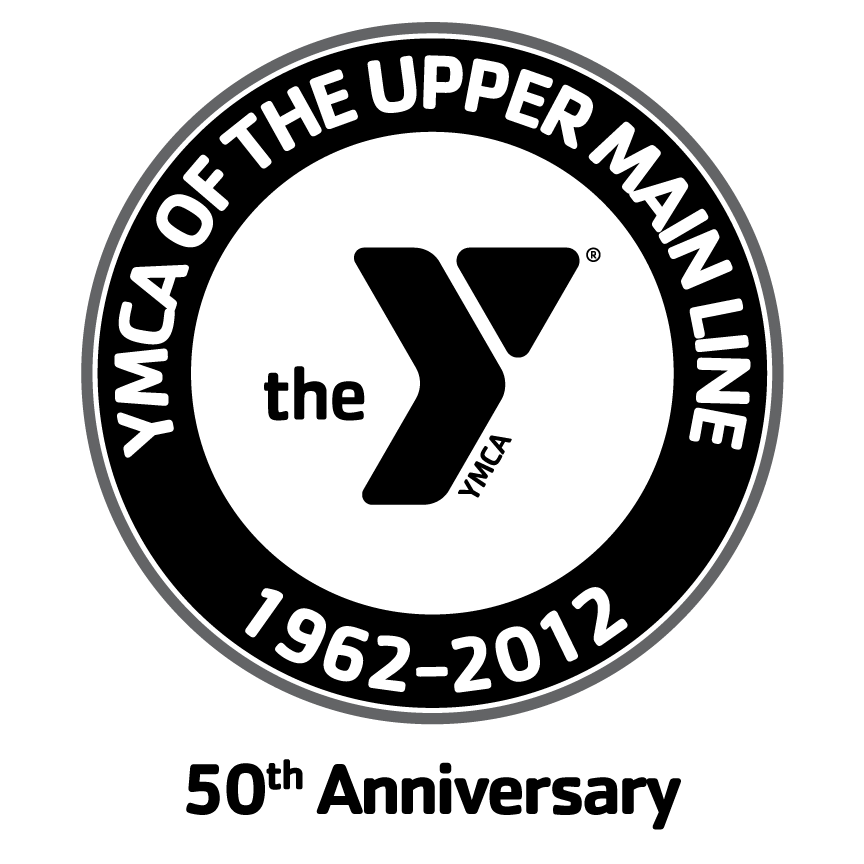 YMCA OF THE UPPER MAIN LINE
the
®
YMCA
1962–2012
50th Anniversary